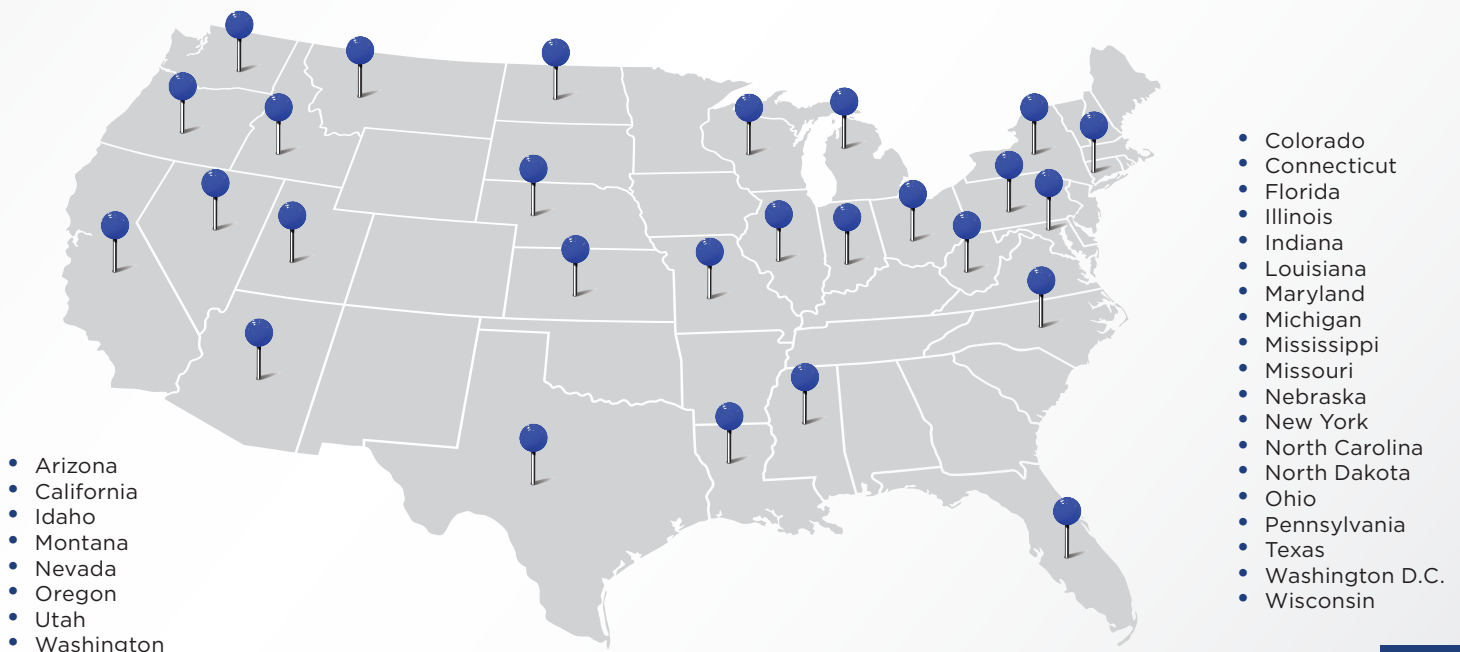 Arizona
California
Idaho
Montana
Nevada
Oregon
Utah
Washington
Colorado
Connecticut
Florida
Illinois
Indiana
Louisiana
Maryland
Michigan
Mississippi
Missouri
Nebraska
New York
North Carolina
North Dakota
Ohio
Pennsylvania
Texas
Washington D.C.
Wisconsin